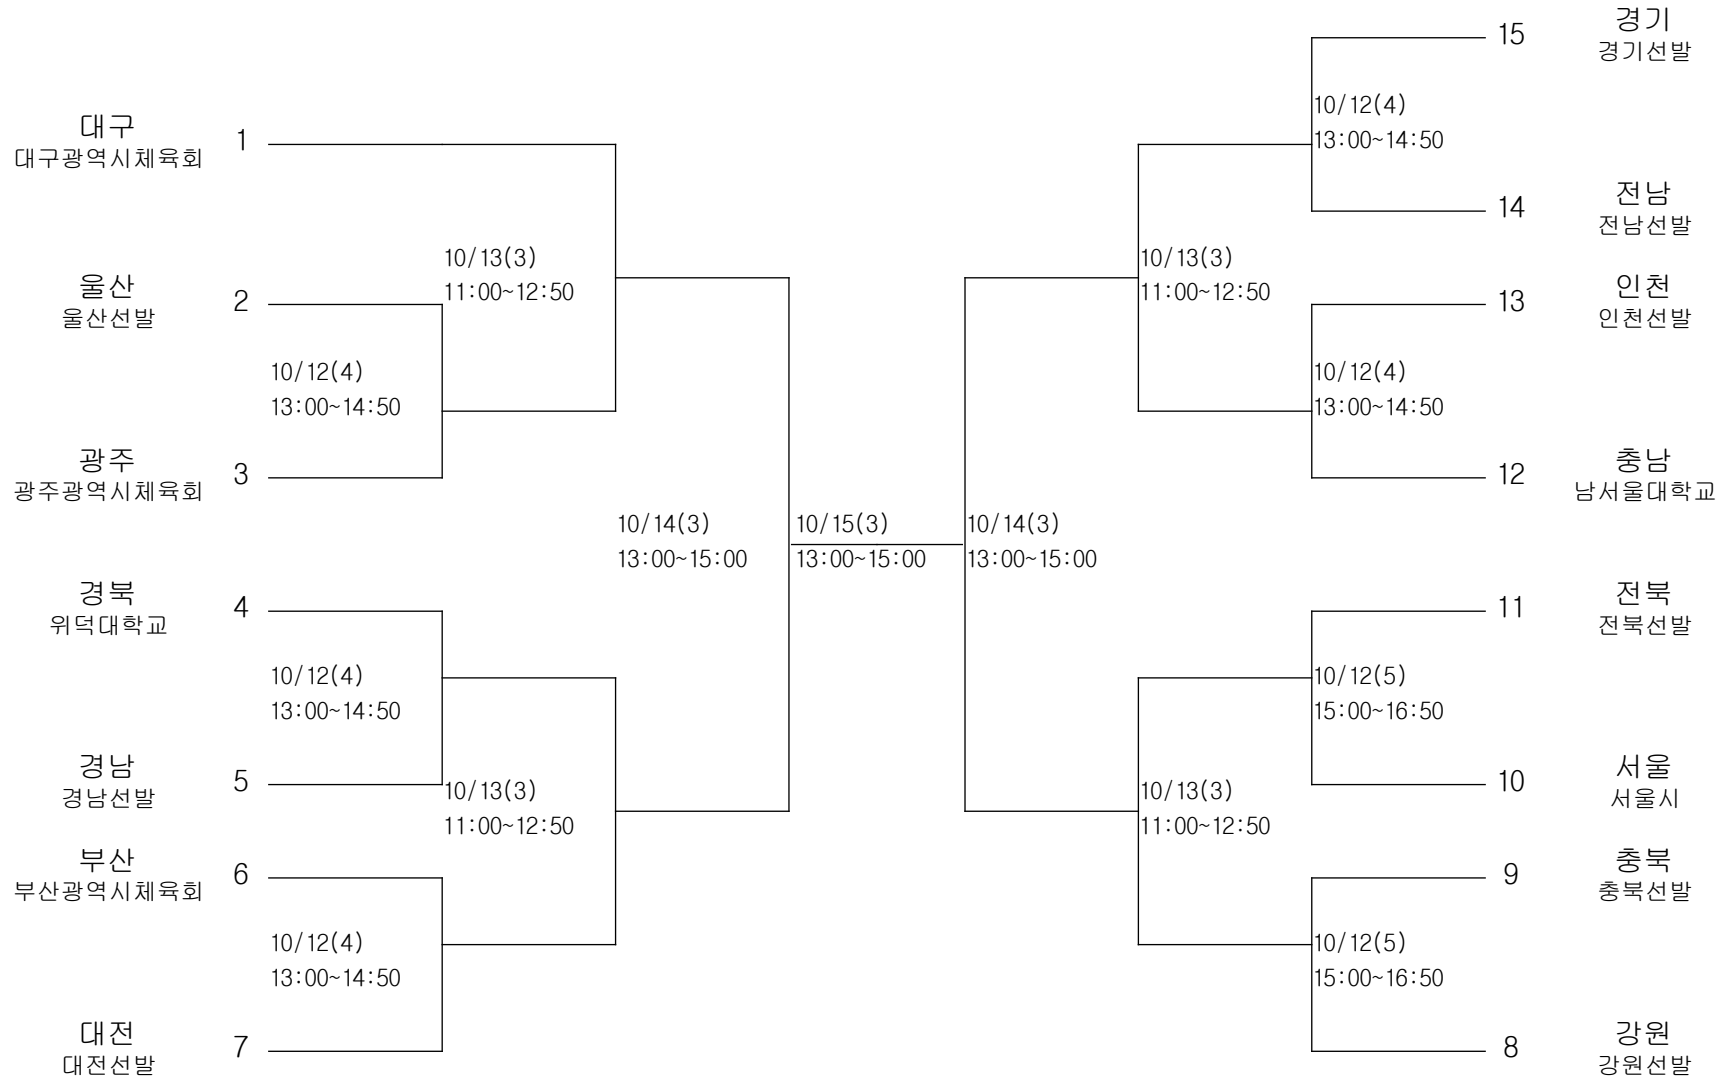 대구
대구광역시체육회
1
울산
울산선발
2
10/12(4)
13:00~14:50
광주
광주광역시체육회
3
10/13(3)
11:00~12:50
경북
위덕대학교
4
10/12(4)
13:00~14:50
경남
경남선발
5
10/13(3)
11:00~12:50
부산
부산광역시체육회
6
10/12(4)
13:00~14:50
대전
대전선발
7
10/14(3)
13:00~15:00
10/15(3)
13:00~15:00
10/14(3)
13:00~15:00
15
경기
경기선발
10/12(4)
13:00~14:50
14
전남
전남선발
10/13(3)
11:00~12:50
13
인천
인천선발
10/12(4)
13:00~14:50
12
충남
남서울대학교
11
전북
전북선발
10/12(5)
15:00~16:50
10
서울
서울시
10/13(3)
11:00~12:50
9
충북
충북선발
10/12(5)
15:00~16:50
8
강원
강원선발